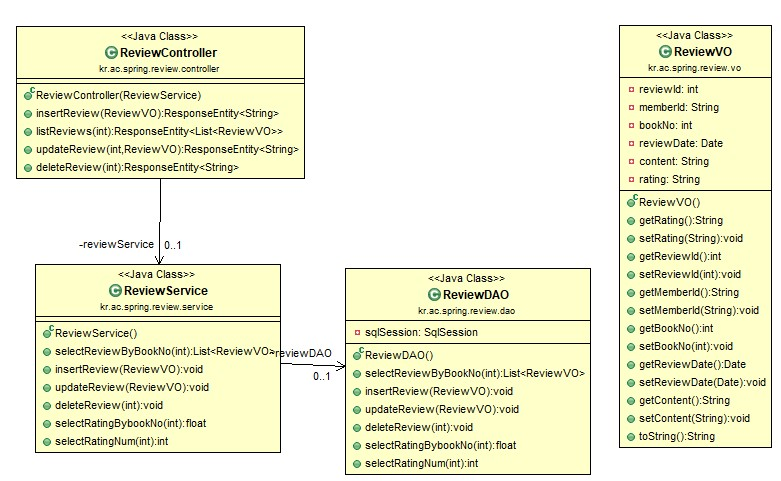 <<Java Class>>
ReviewController
kr.ac.spring.review.controller
ReviewController(ReviewService)
insertReview(ReviewVO):ResponseEntity<String>
listReviews(int):ResponseEntity<List<ReviewVO>>
updateReview(int,ReviewVO):ResponseEntity<String>
deleteReview(int):ResponseEntity<String>
-reviewService
0..1
<<Java Class>>
ReviewService
kr.ac.spring.review.service
ReviewService()
selectReviewByBookNo(int):List<ReviewVO>
insertReview(ReviewVO):void
updateReview(ReviewVO):void
deleteReview(int):void
selectRatingBybookNo(int):float
selectRatingNum(int):int
-reviewDAO
0..1
<<Java Class>>
ReviewDAO
kr.ac.spring.review.dao
sqlSession: SqlSession
ReviewDAO()
selectReviewByBookNo(int):List<ReviewVO>
insertReview(ReviewVO):void
updateReview(ReviewVO):void
deleteReview(int):void
selectRatingBybookNo(int):float
selectRatingNum(int):int
<<Java Class>>
ReviewVO
kr.ac.spring.review.vo
reviewId: int
memberId: String
bookNo: int
reviewDate: Date
content: String
rating: String
ReviewVO()
getRating():String
setRating(String):void
getReviewId():int
setReviewId(int):void
getMemberId():String
setMemberId(String):void
getBookNo():int
setBookNo(int):void
getReviewDate():Date
setReviewDate(Date):void
getContent():String
setContent(String):void
toString():String